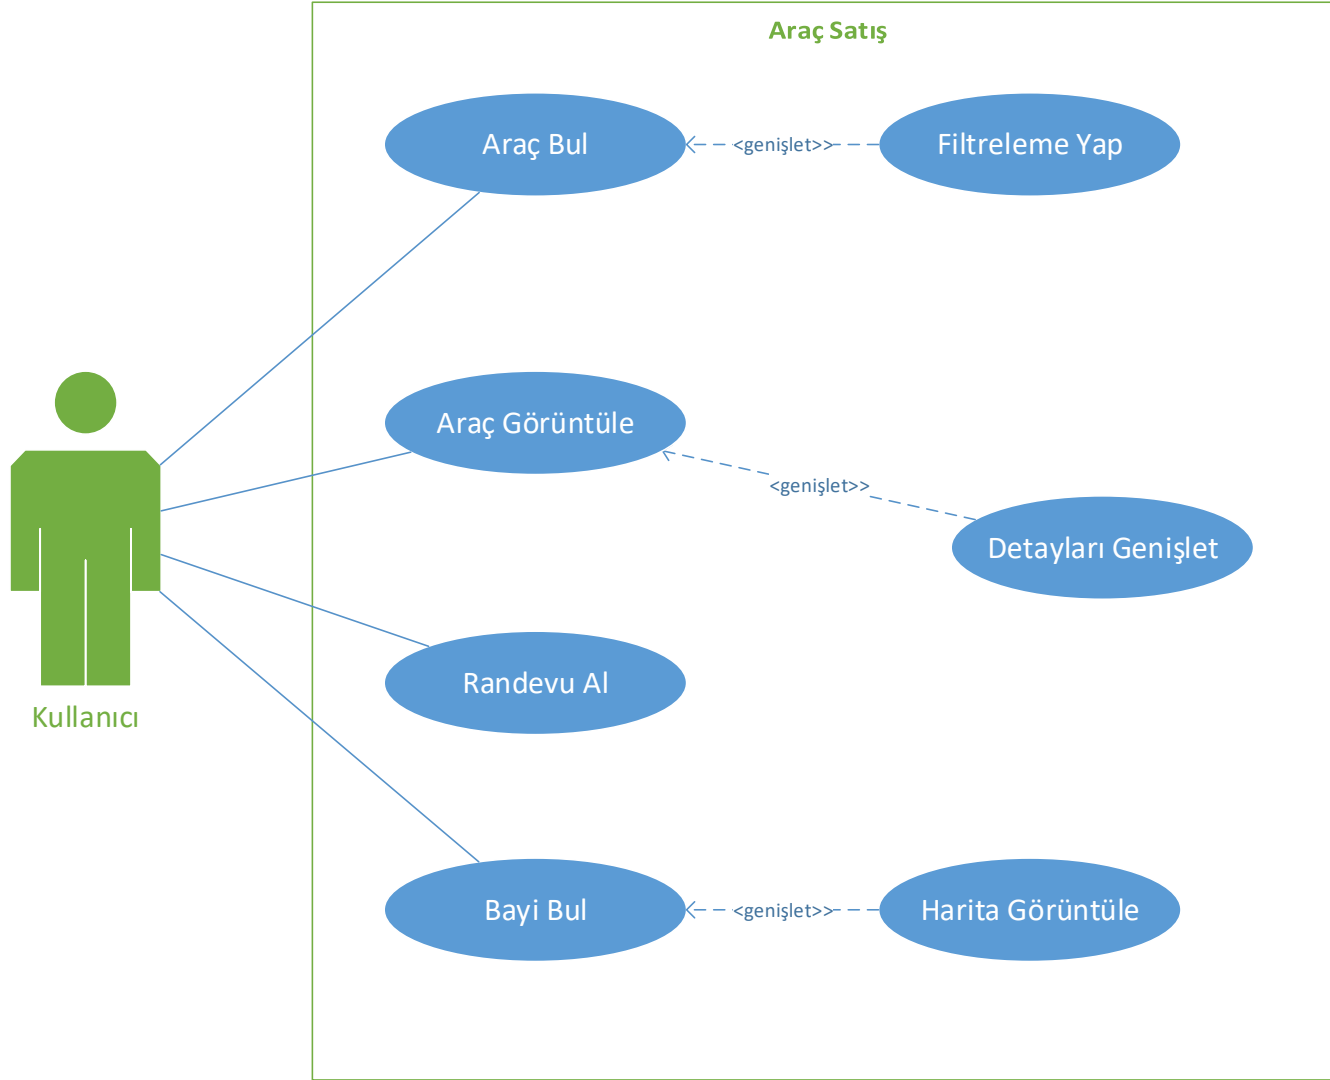 Araç Satış
Araç Bul
<genişlet>>
Filtreleme Yap
Araç Görüntüle
<genişlet>>
Detayları Genişlet
Randevu Al
Kullanıcı
Bayi Bul
<genişlet>>
Harita Görüntüle